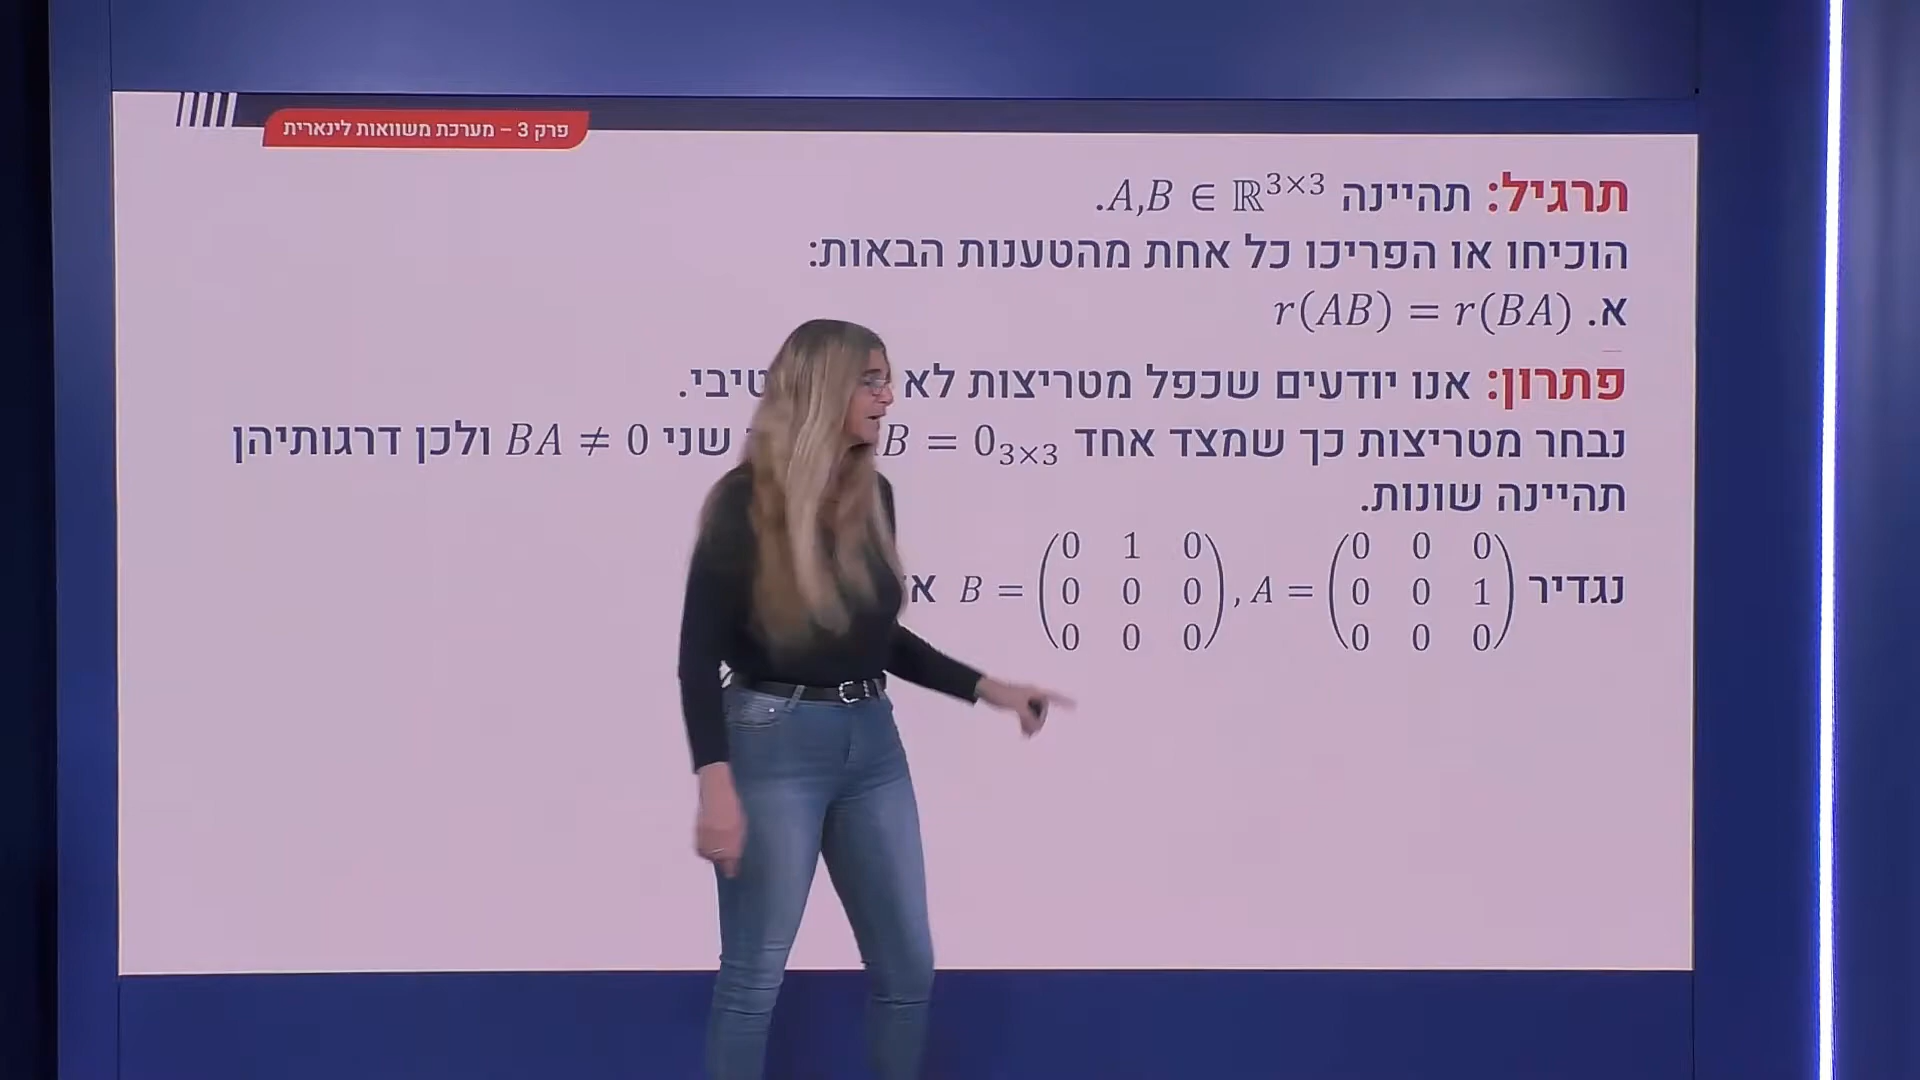 פרק 3 – מערכת משוואות לינארית
תרגיל: תהיינה A,B ∈ ℝ^{3×3}.
הוכיחו או הפריכו כל אחת מהטענות הבאות:
א. r(AB) = r(BA)
פתרון: אנו יודעים שכפל מטריצות לא
נבחר מטריצות כך שמצד אחד B = 0_{3×3} שני BA ≠ 0 ולכן דרגותיהן
תהיינה שונות.
נגדיר A = (0 0 0; 0 0 1; 0 0 0), B = (0 1 0; 0 0 0; 0 0 0)